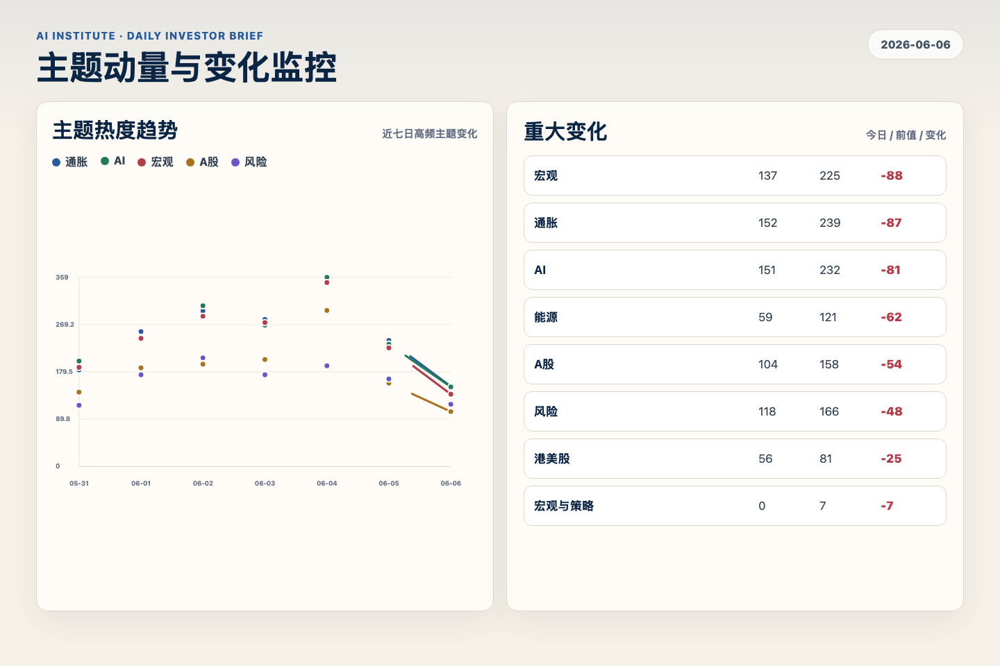 AI INSTITUTE · DAILY INVESTOR BRIEF
主题动量与变化监控
2026-06-06
主题热度趋势
近七日高频主题变化
通胀 AI 宏观 A股 风险
359
269.2
179.5
89.8
0
05-31 06-01 06-02 06-03 06-04 06-05 06-06
重大变化
今日 / 前值 / 变化
宏观 137 225 -88
通胀 152 239 -87
AI 151 232 -81
能源 59 121 -62
A股 104 158 -54
风险 118 166 -48
港美股 56 81 -25
宏观与策略 0 7 -7